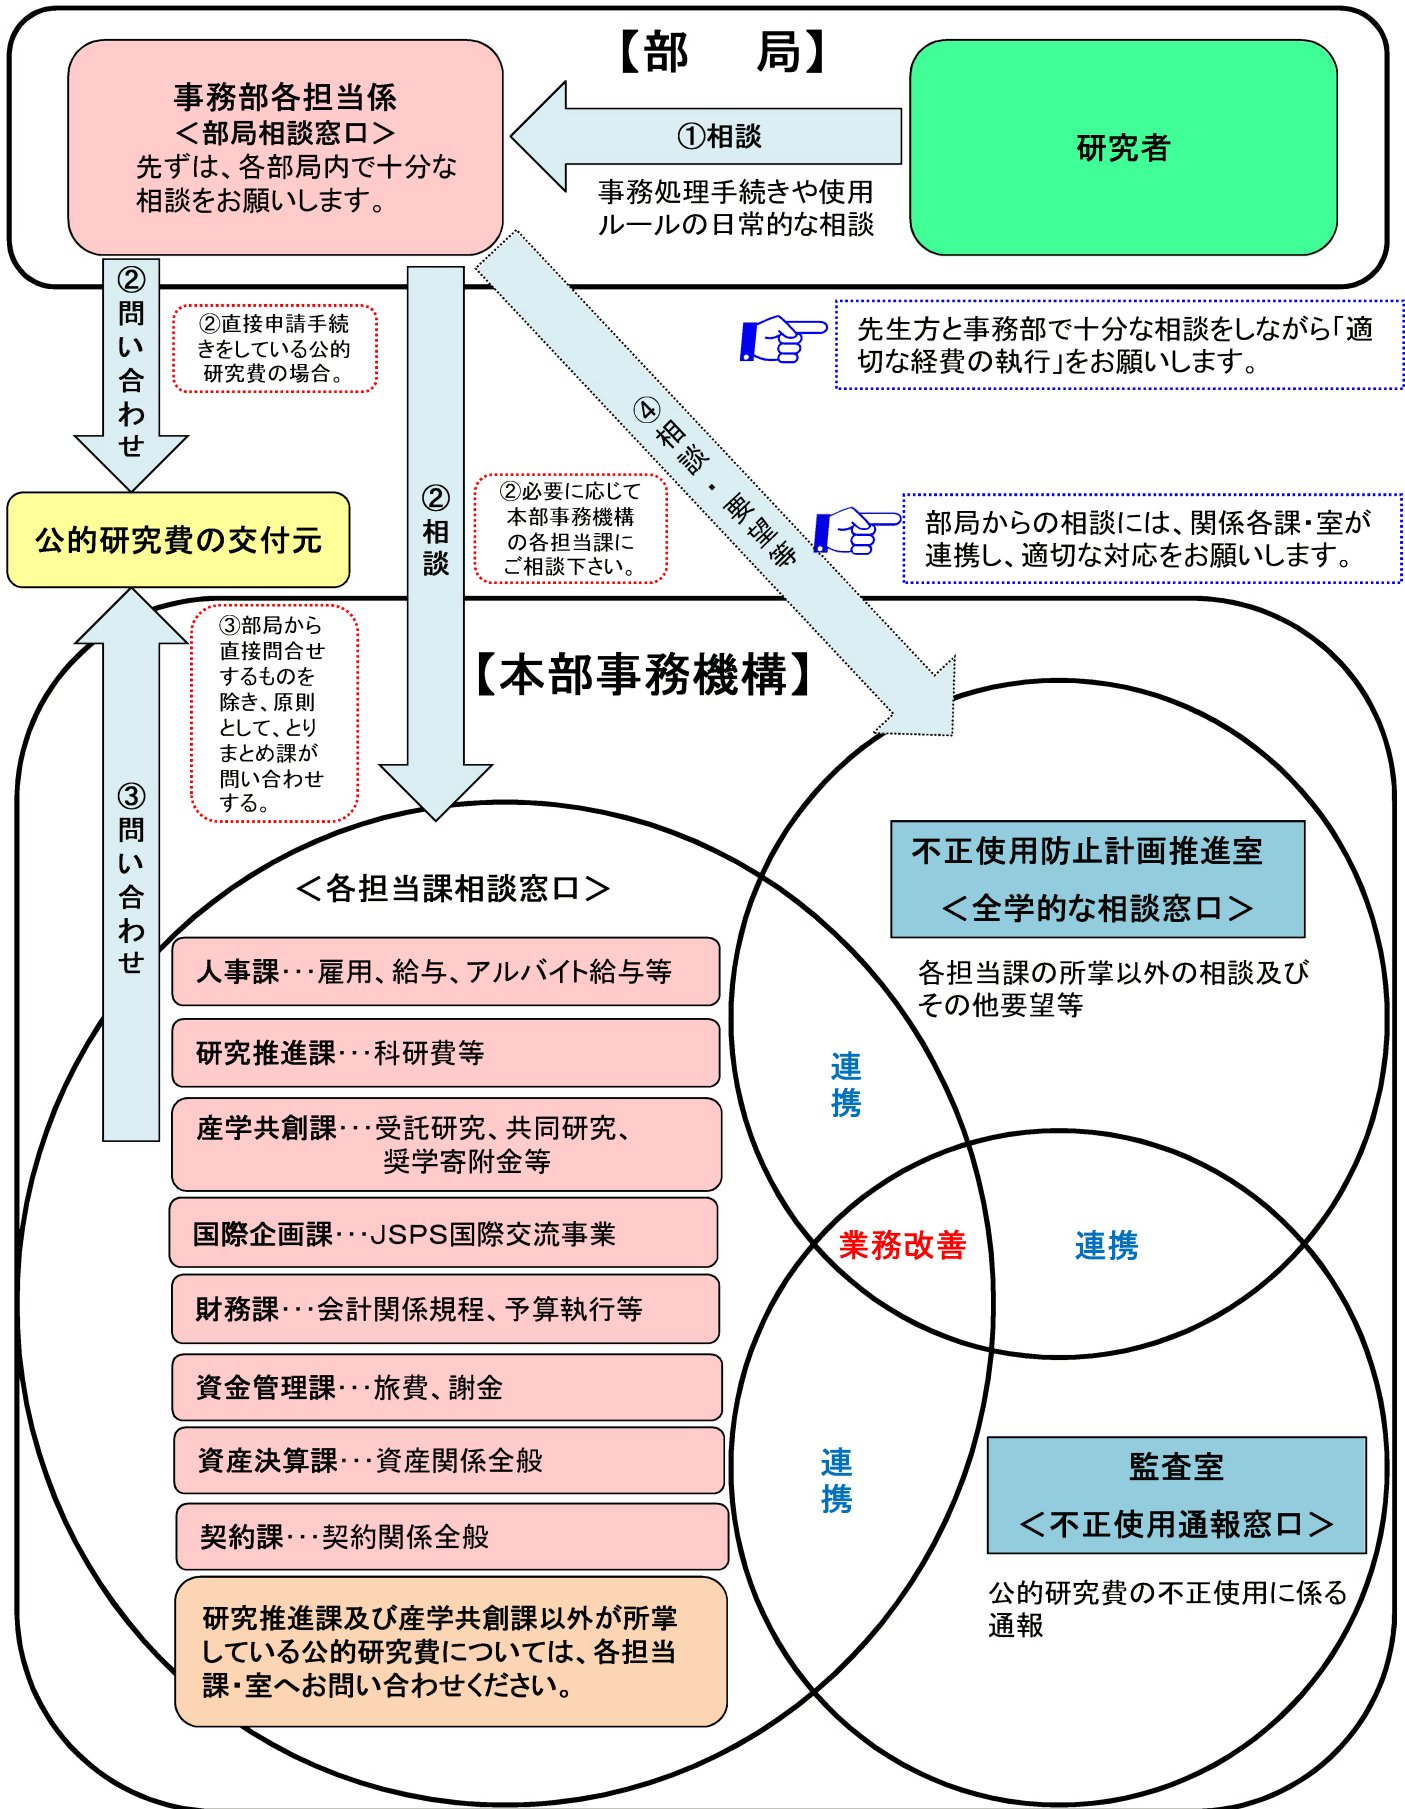 【部　局】
事務部各担当係
＜部局相談窓口＞
先ずは、各部局内で十分な
相談をお願いします。
①相談
事務処理手続きや使用
ルールの日常的な相談
研究者
②問い合わせ
②直接申請手続
きをしている公的
研究費の場合。
先生方と事務部で十分な相談をしながら「適
切な経費の執行」をお願いします。
④相談・要望等
②相談
②必要に応じて
本部事務機構
の各担当課に
ご相談下さい。
部局からの相談には、関係各課・室が
連携し、適切な対応をお願いします。
公的研究費の交付元
③部局から
直接問合せ
するものを
除き、原則
として、とり
まとめ課が
問い合わせ
する。
③問い合わせ
【本部事務機構】
＜各担当課相談窓口＞
人事課･･･雇用、給与、アルバイト給与等
研究推進課･･･科研費等
産学共創課･･･受託研究、共同研究、
奨学寄附金等
国際企画課･･･JSPS国際交流事業
財務課･･･会計関係規程、予算執行等
資金管理課･･･旅費、謝金
資産決算課･･･資産関係全般
契約課･･･契約関係全般
研究推進課及び産学共創課以外が所掌
している公的研究費については、各担当
課・室へお問い合わせください。
不正使用防止計画推進室
＜全学的な相談窓口＞
各担当課の所掌以外の相談及び
その他要望等
連携
業務改善
連携
連携
監査室
＜不正使用通報窓口＞
公的研究費の不正使用に係る
通報